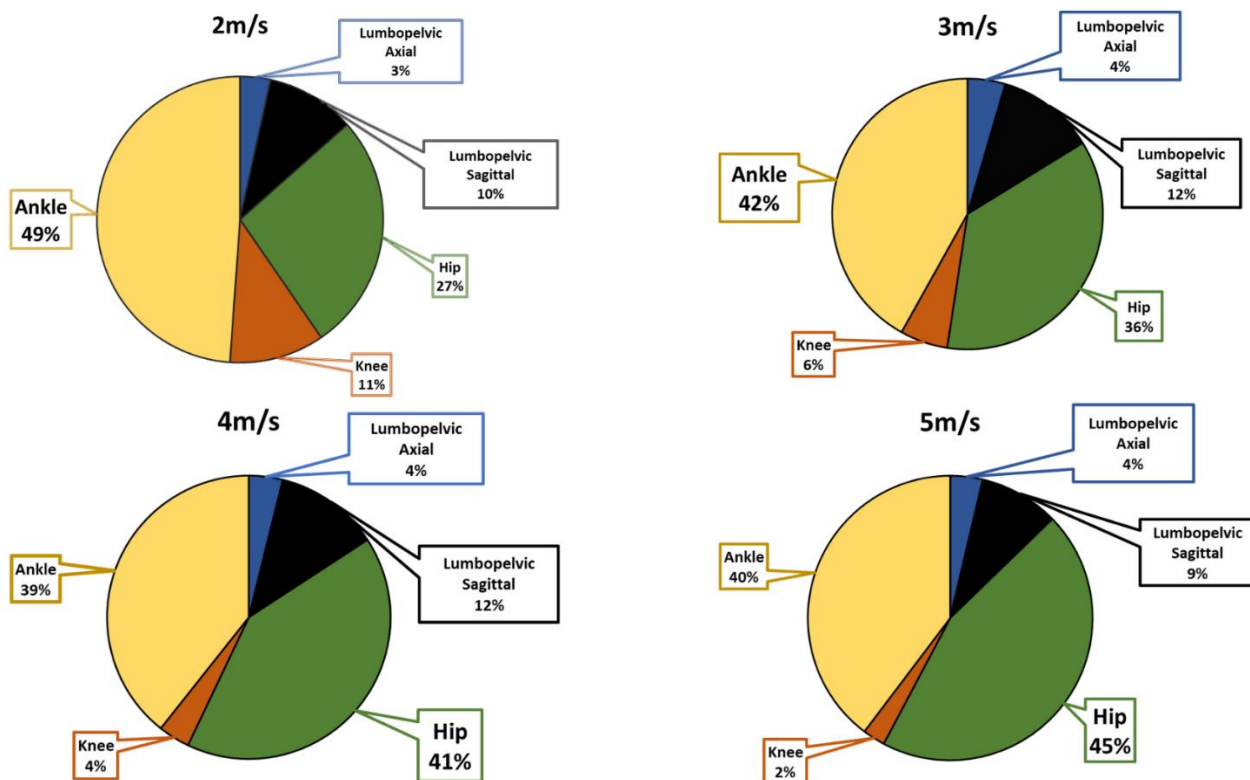 2m/s
Lumbopelvic
Axial
3%
Lumbopelvic
Sagittal
10%
Ankle
49%
Hip
27%
Knee
11%
3m/s
Lumbopelvic
Axial
4%
Lumbopelvic
Sagittal
12%
Ankle
42%
Hip
36%
Knee
6%
4m/s
Lumbopelvic
Axial
4%
Lumbopelvic
Sagittal
12%
Ankle
39%
Hip
41%
Knee
4%
5m/s
Lumbopelvic
Axial
4%
Lumbopelvic
Sagittal
9%
Ankle
40%
Hip
45%
Knee
2%